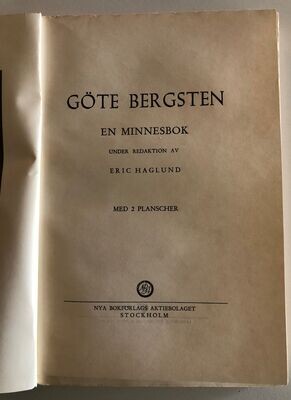 GÖTE BERGSTEN
EN MINNESBOK
UNDER REDAKTION AV
ERIC HAGLUND
MED 2 PLANSCHER
NYA BOKFÖRLAGS AKTIEBOLAGET
STOCKHOLM